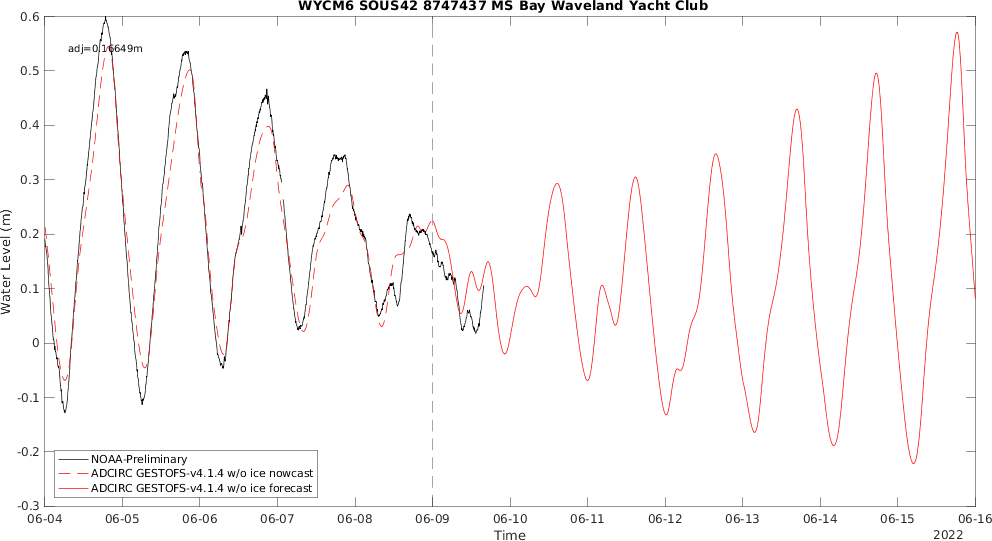 WYCM6 SOUS42 8747437 MS Bay Waveland Yacht Club
adj=0.16649m
Water Level (m)
0.6
0.5
0.4
0.3
0.2
0.1
0
-0.1
-0.2
-0.3
NOAA-Preliminary
ADCIRC GESTOFS-v4.1.4 w/o ice nowcast
ADCIRC GESTOFS-v4.1.4 w/o ice forecast
06-04 06-05 06-06 06-07 06-08 06-09 06-10 06-11 06-12 06-13 06-14 06-15 06-16
Time
2022